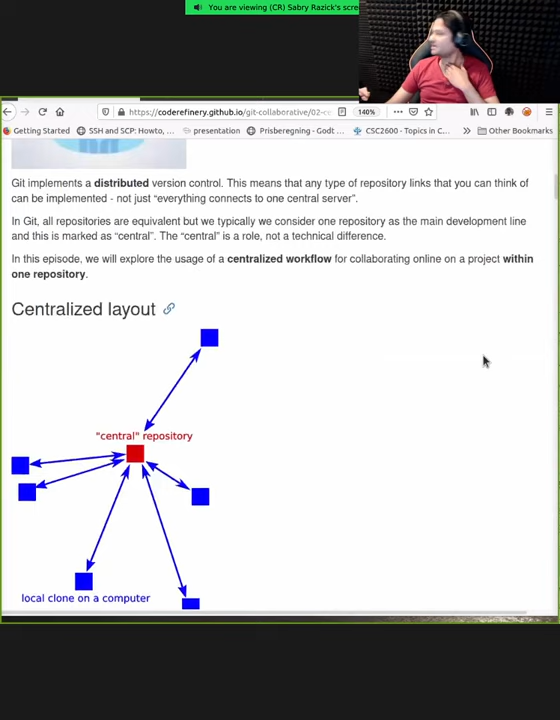 You are viewing (CR) Sabry Razick's scre
https://coderefinery.github.io/git-collaborative/02-ce
140%
Getting Started
SSH and SCP: Howto, ...
presentation
Prisberegning - Godt ...
CSC2600 - Topics in C...
Other Bookmarks
Git implements a distributed version control. This means that any type of repository links that you can think of
can be implemented - not just "everything connects to one central server".
In Git, all repositories are equivalent but we typically we consider one repository as the main development line
and this is marked as "central". The "central" is a role, not a technical difference.
In this episode, we will explore the usage of a centralized workflow for collaborating online on a project within
one repository.
Centralized layout
"central" repository
local clone on a computer